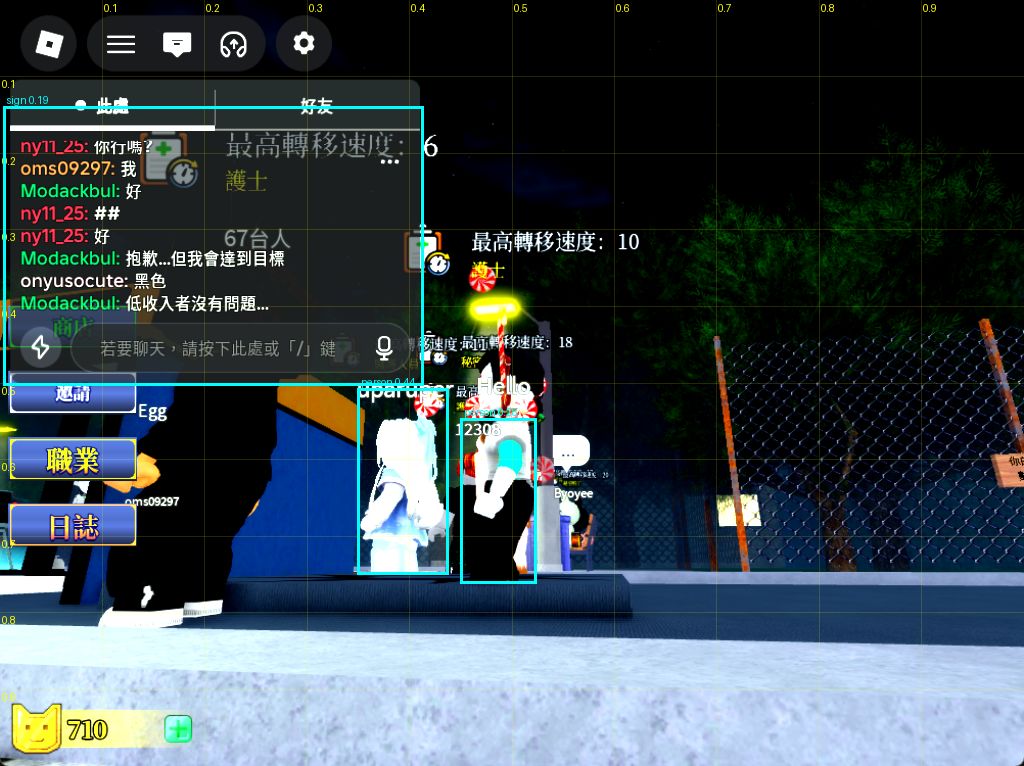 此處
好友
ny11_25: 你行嗎?
oms09297: 我
Modackbul: 好
ny11_25: ##
ny11_25: 好
Modackbul: 抱歉...但我會達到目標
onyusocute: 黑色
Modackbul: 低收入者沒有問題...
若要聊天，請按下此處或「/」鍵
最高轉移速度: 6
護士
67台人
最高轉移速度: 10
護士
最高轉移速度: 18
商店
邀請
Egg
Hello
12308
職業
oms09297
...
Byoyee
日誌
710